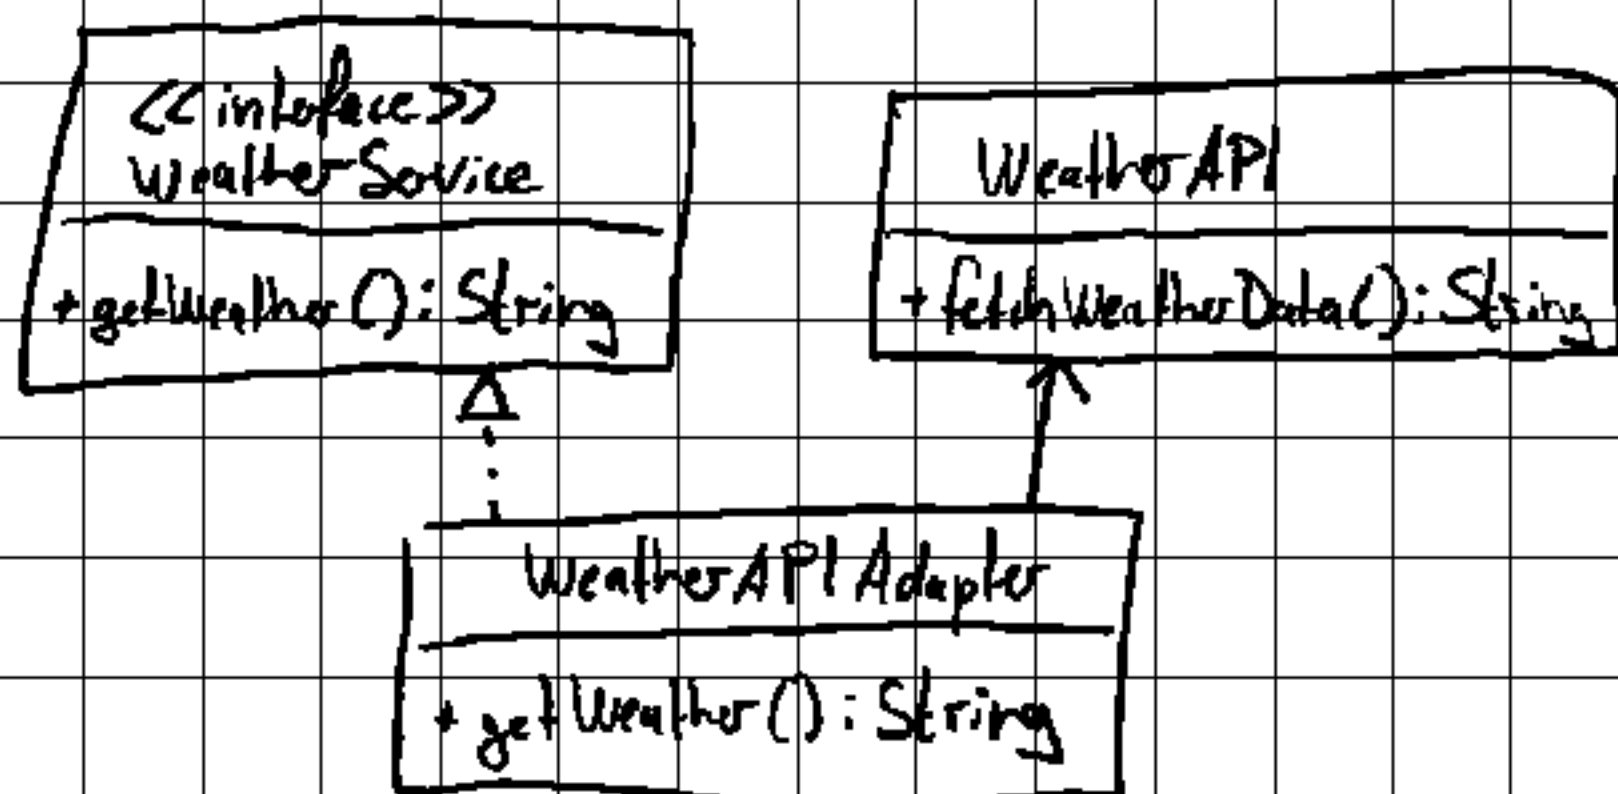 <<interface>>
WeatherService
+ getWeather(): String
WeatherAPI
+ fetchWeatherData(): String
WeatherAPIAdapter
+ getWeather(): String